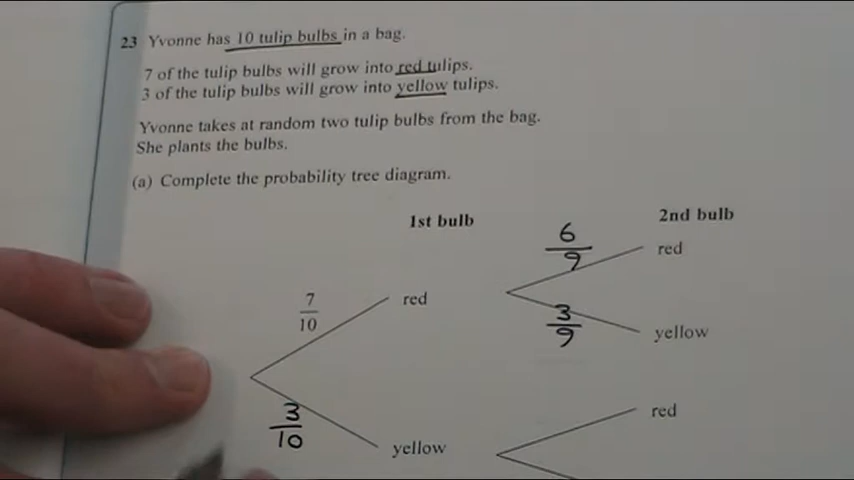 23 Yvonne has 10 tulip bulbs in a bag.
7 of the tulip bulbs will grow into red tulips.
3 of the tulip bulbs will grow into yellow tulips.
Yvonne takes at random two tulip bulbs from the bag.
She plants the bulbs.
(a) Complete the probability tree diagram.
1st bulb
2nd bulb
6/9
red
7/10
red
3/9
yellow
3/10
yellow
red